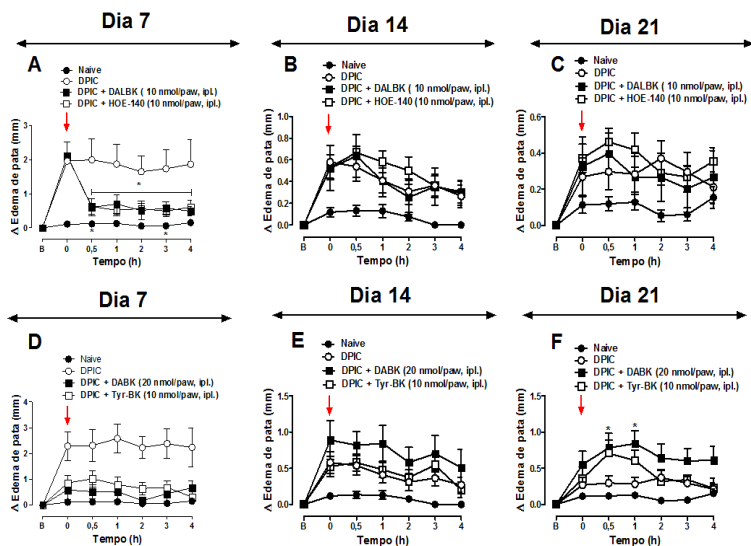 Dia 7
Dia 14
Dia 21
A
Naive
DPIC
DPIC + DALBK ( 10 nmol/paw, ipl.)
DPIC + HOE-140 (10 nmol/paw, ipl.)
Δ Edema de pata (mm)
4
3
2
1
0
*
*
*
B 0 0,5 1 2 3 4
Tempo (h)
B
Naive
DPIC
DPIC + DALBK ( 10 nmol/paw, ipl.)
DPIC + HOE-140 (10 nmol/paw, ipl.)
Δ Edema de pata (mm)
1.0
0.8
0.6
0.4
0.2
0.0
B 0 0,5 1 2 3 4
Tempo (h)
C
Naive
DPIC
DPIC + DALBK ( 10 nmol/paw, ipl.)
DPIC + HOE-140 (10 nmol/paw, ipl.)
Δ Edema de pata (mm)
0.6
0.4
0.2
0.0
B 0 0,5 1 2 3 4
Tempo (h)
Dia 7
Dia 14
Dia 21
D
Naive
DPIC
DPIC + DABK (20 nmol/paw, ipl.)
DPIC + Tyr-BK (10 nmol/paw, ipl.)
Δ Edema de pata (mm)
4
3
2
1
0
B 0 0,5 1 2 3 4
Tempo (h)
E
Naive
DPIC
DPIC + DABK (20 nmol/paw, ipl.)
DPIC + Tyr-BK (10 nmol/paw, ipl.)
Δ Edema de pata (mm)
1.5
1.0
0.5
0.0
B 0 0,5 1 2 3 4
Tempo (h)
F
Naive
DPIC
DPIC + DABK (20 nmol/paw, ipl.)
DPIC + Tyr-BK (10 nmol/paw, ipl.)
Δ Edema de pata (mm)
1.5
1.0
0.5
0.0
* *
B 0 0,5 1 2 3 4
Tempo (h)